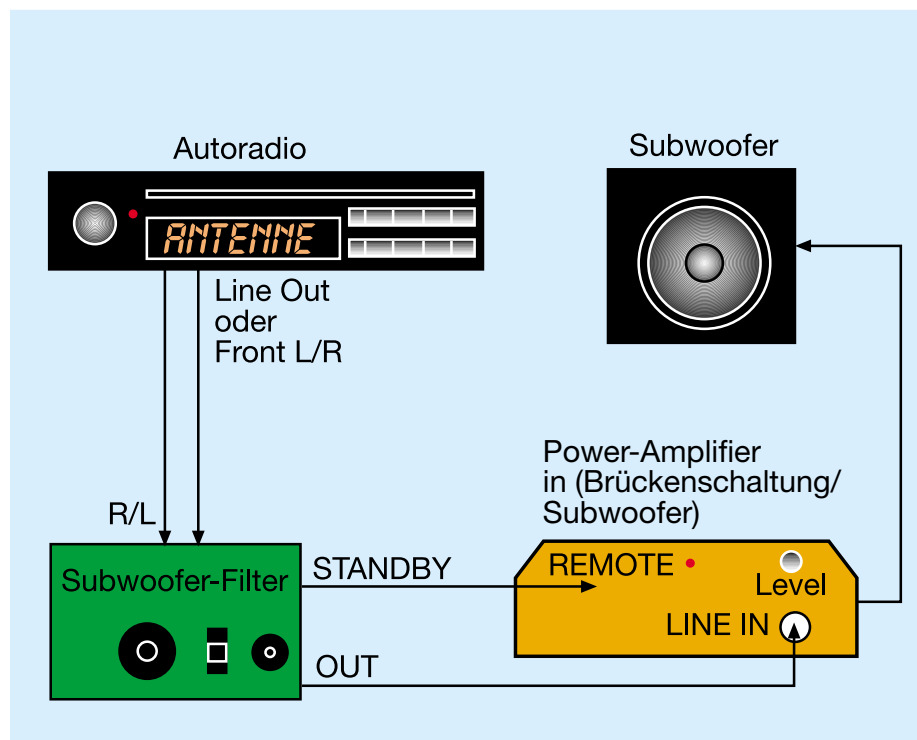 Autoradio
Subwoofer
ANTENNE
Line Out
oder
Front L/R
Power-Amplifier
in (Brückenschaltung/
Subwoofer)
R/L
Subwoofer-Filter
STANDBY
REMOTE
Level
LINE IN
OUT